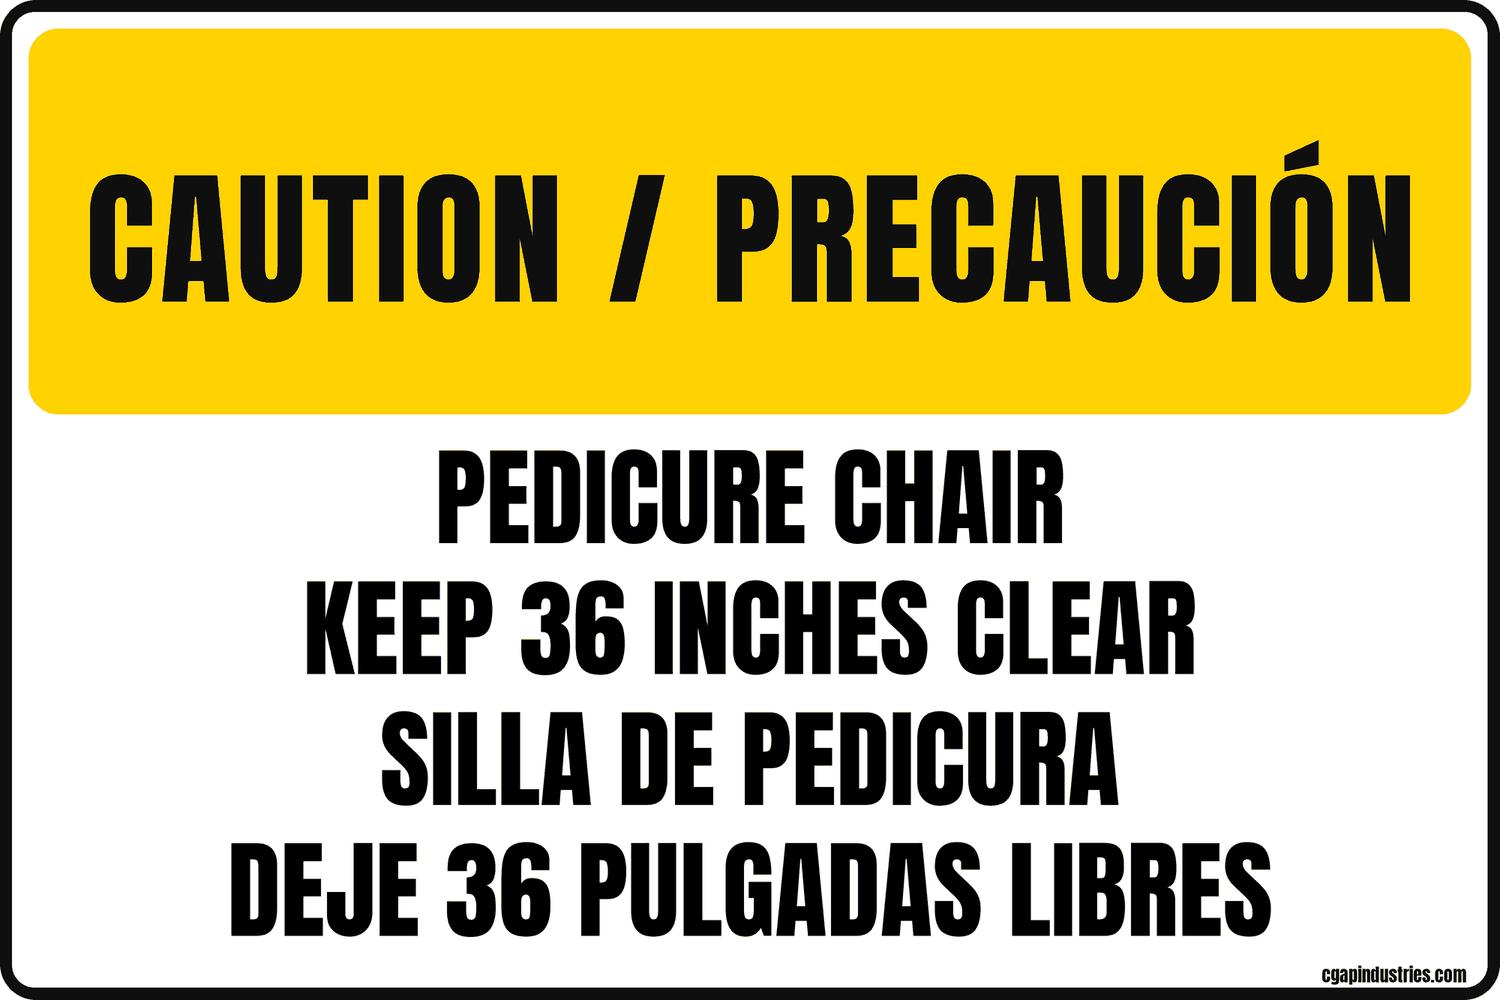 CAUTION / PRECAUCIÓN
PEDICURE CHAIR
KEEP 36 INCHES CLEAR
SILLA DE PEDICURA
DEJE 36 PULGADAS LIBRES
cgapindustries.com